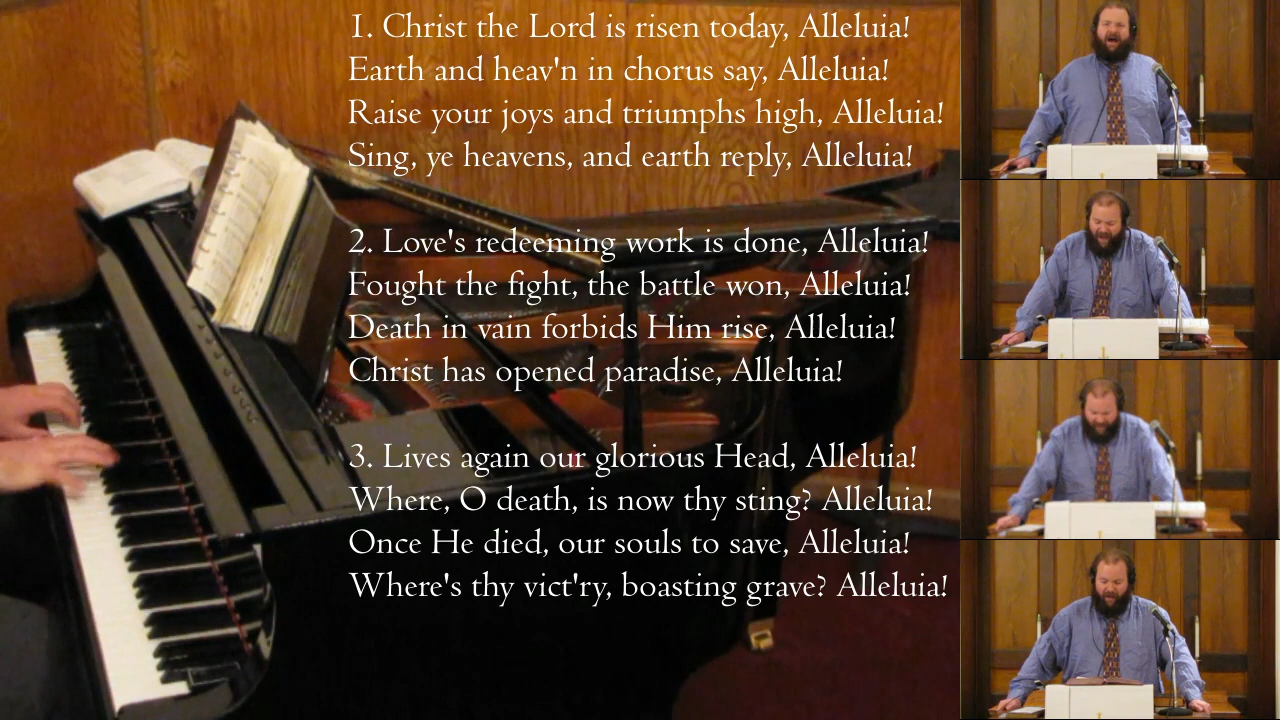 1. Christ the Lord is risen today, Alleluia!
Earth and heav'n in chorus say, Alleluia!
Raise your joys and triumphs high, Alleluia!
Sing, ye heavens, and earth reply, Alleluia!
2. Love's redeeming work is done, Alleluia!
Fought the fight, the battle won, Alleluia!
Death in vain forbids Him rise, Alleluia!
Christ has opened paradise, Alleluia!
3. Lives again our glorious Head, Alleluia!
Where, O death, is now thy sting? Alleluia!
Once He died, our souls to save, Alleluia!
Where's thy vict'ry, boasting grave? Alleluia!